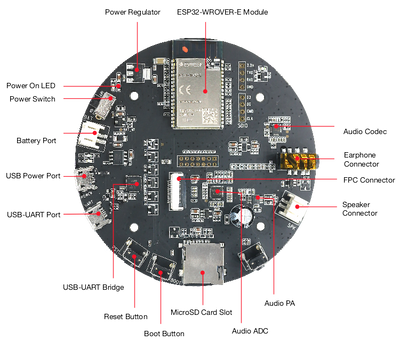 Power Regulator
ESP32-WROVER-E Module
Power On LED
Power Switch
Audio Codec
Battery Port
Earphone
Connector
USB Power Port
FPC Connector
USB-UART Port
Speaker
Connector
USB-UART Bridge
MicroSD Card Slot
Audio PA
Reset Button
Audio ADC
Boot Button